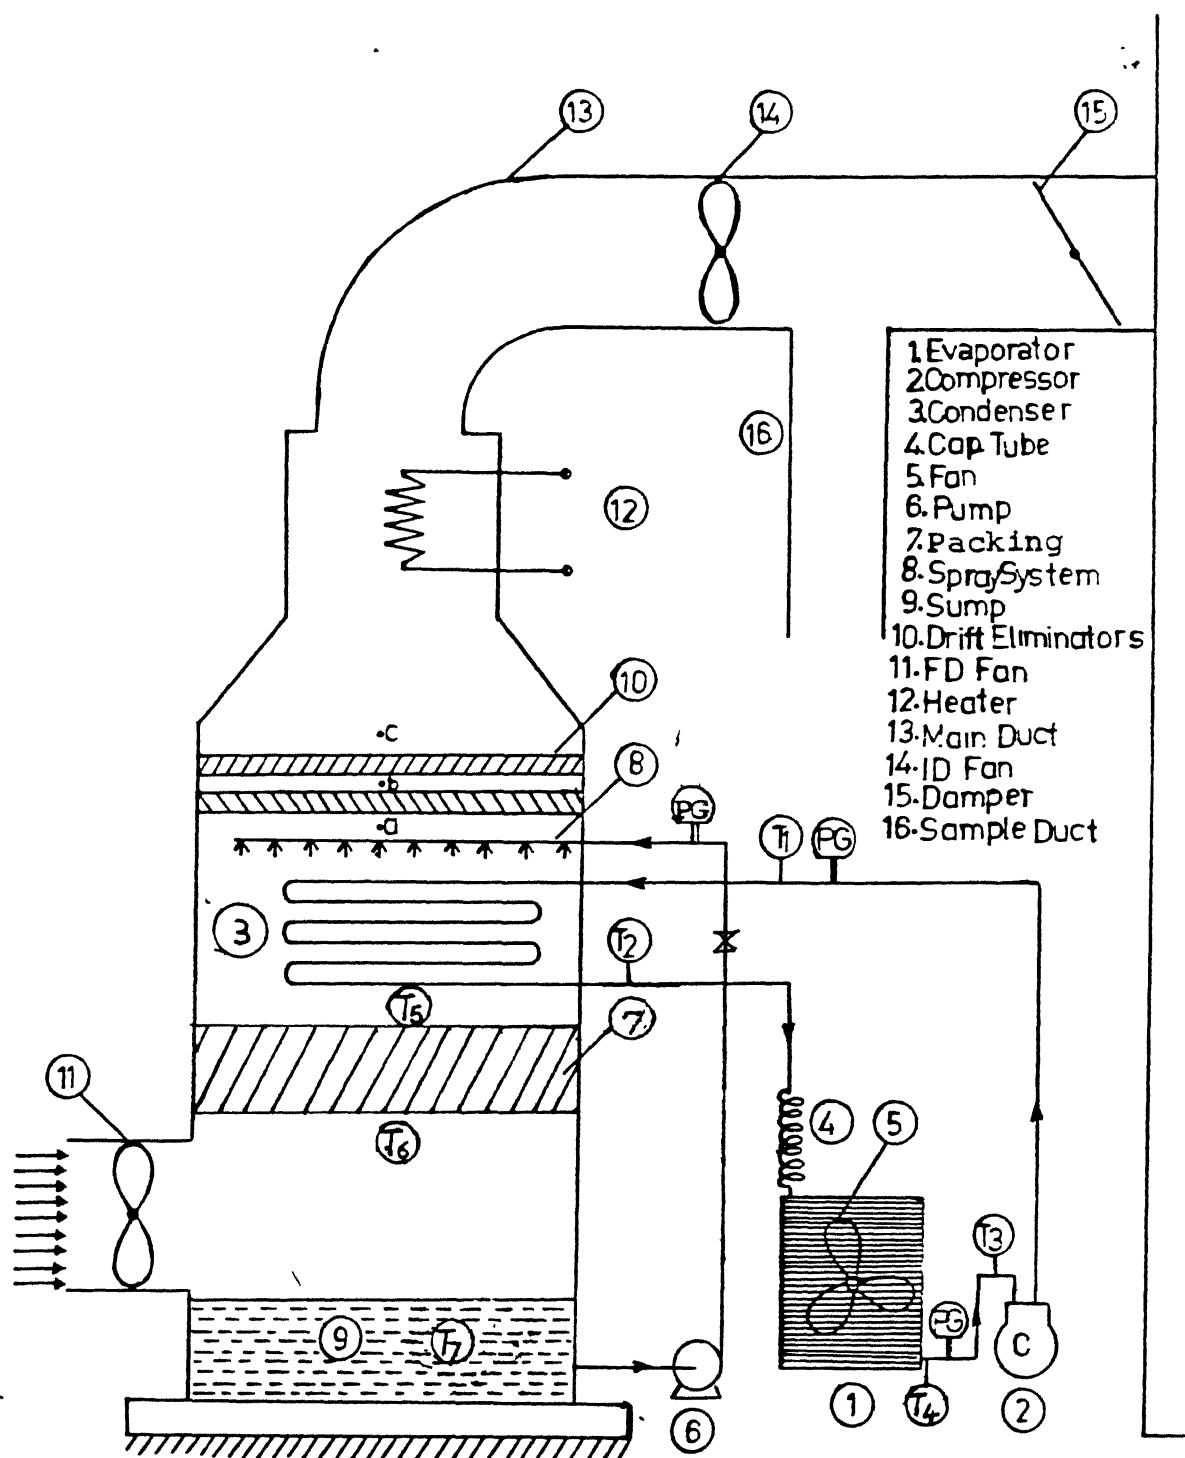 13
14
15
1.Evaporator
2.Compressor
3.Condenser
4.Cap. Tube
5.Fan
6.Pump
7.Packing
8.SpraySystem
9.Sump
10.Drift Eliminators
11.FD Fan
12.Heater
13.Main Duct
14.ID Fan
15.Damper
16.Sample Duct
16
12
10
c
b
8
a
PG
T1
PG
3
T2
T5
7
11
T6
4
5
T3
9
T7
PG
C
6
1
T4
2